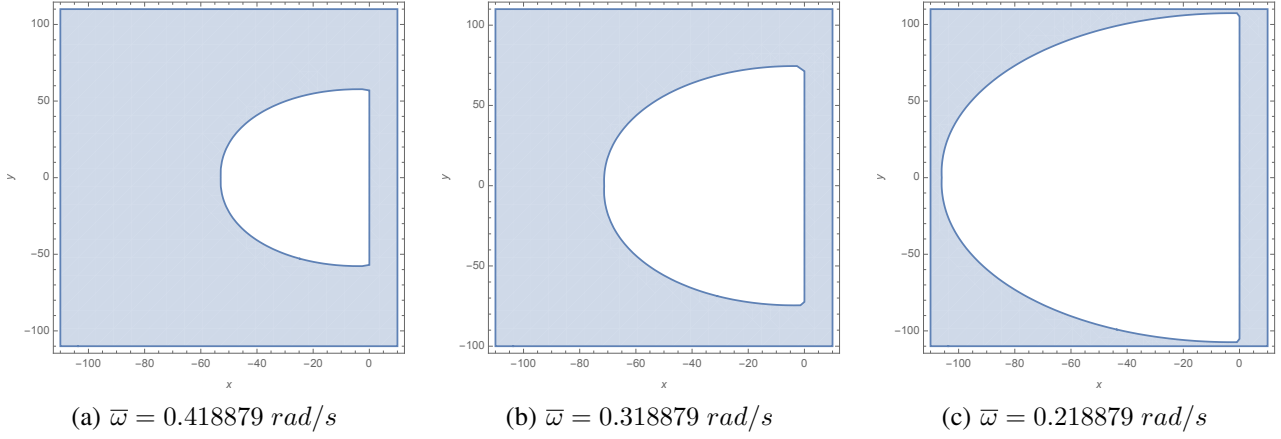 100
50
0
−50
−100
y
−100 −80 −60 −40 −20 0
x
(a) ω̅ = 0.418879 rad/s
100
50
0
−50
−100
y
−100 −80 −60 −40 −20 0
x
(b) ω̅ = 0.318879 rad/s
100
50
0
−50
−100
y
−100 −80 −60 −40 −20 0
x
(c) ω̅ = 0.218879 rad/s